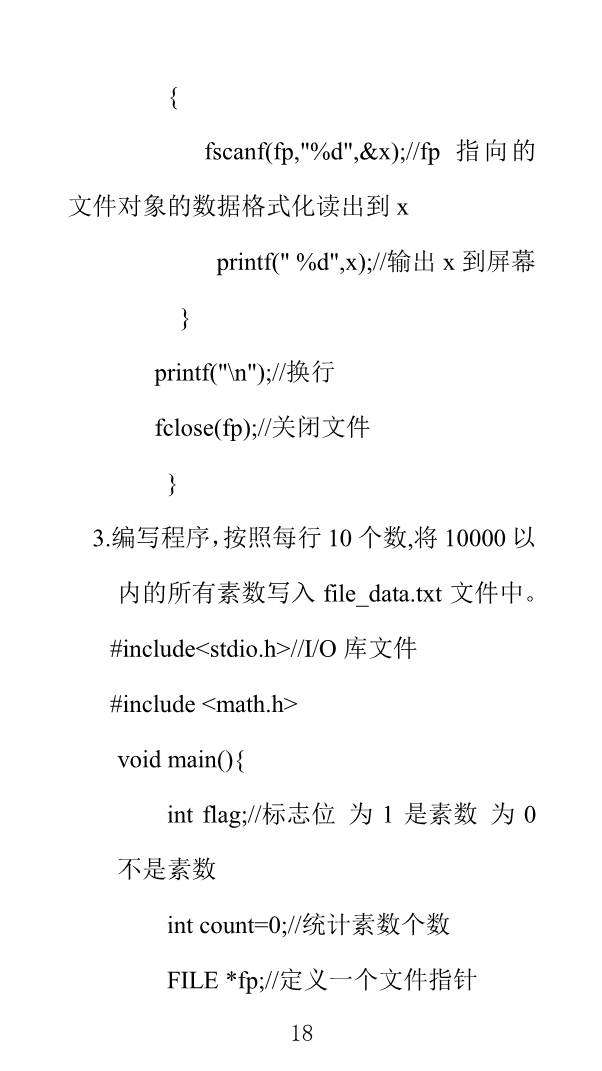 {
fscanf(fp,"%d",&x);//fp 指向的
文件对象的数据格式化读出到 x
printf(" %d",x);//输出 x 到屏幕
}
printf("\n");//换行
fclose(fp);//关闭文件
}
3.编写程序，按照每行 10 个数,将 10000 以
内的所有素数写入 file_data.txt 文件中。
#include<stdio.h>//I/O 库文件
#include <math.h>
void main(){
int flag;//标志位 为 1 是素数 为 0
不是素数
int count=0;//统计素数个数
FILE *fp;//定义一个文件指针
18